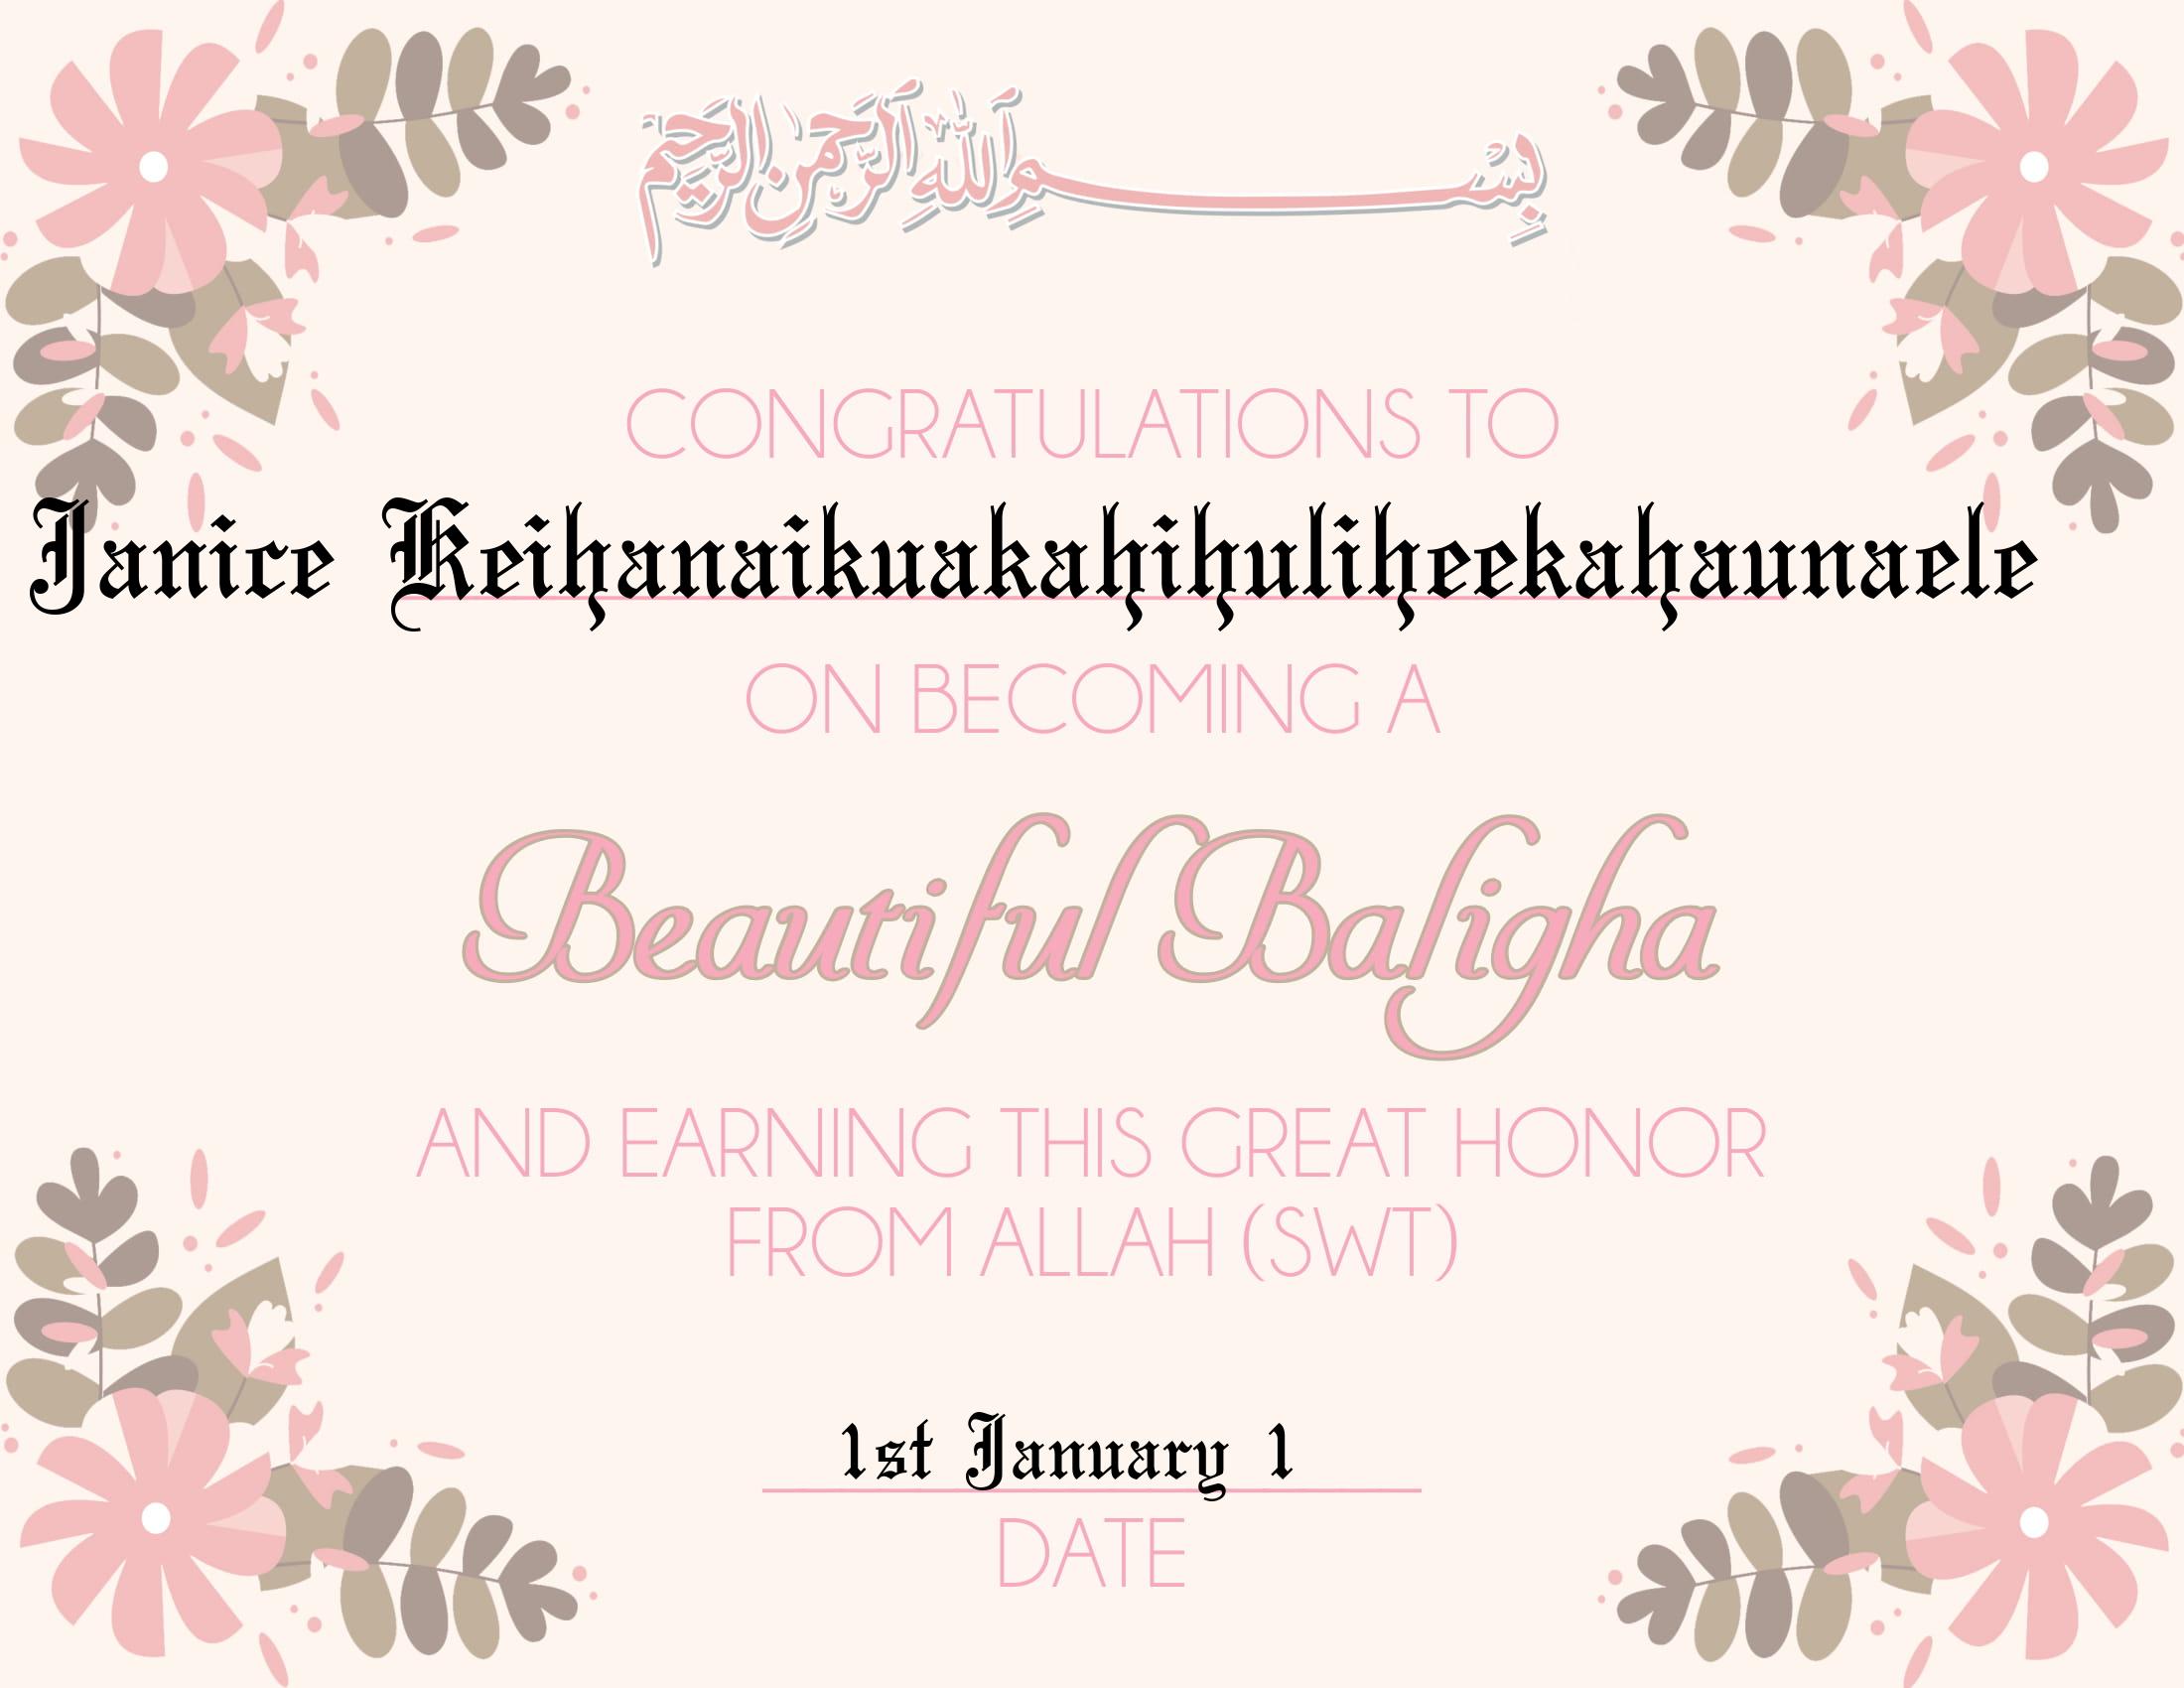 بِسْمِ اللَّهِ الرَّحْمَٰنِ الرَّحِيمِ
CONGRATULATIONS TO
Janice Keihanaikuakahihuliheekahaunaele
ON BECOMING A
Beautiful Baligha
AND EARNING THIS GREAT HONOR
FROM ALLAH (SWT)
1st January 1
DATE